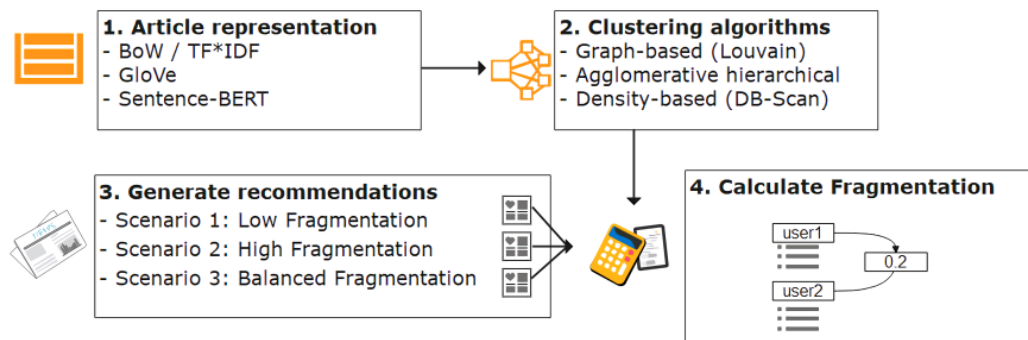 1. Article representation
- BoW / TF*IDF
- GloVe
- Sentence-BERT
2. Clustering algorithms
- Graph-based (Louvain)
- Agglomerative hierarchical
- Density-based (DB-Scan)
3. Generate recommendations
- Scenario 1: Low Fragmentation
- Scenario 2: High Fragmentation
- Scenario 3: Balanced Fragmentation
4. Calculate Fragmentation
user1
0.2
user2